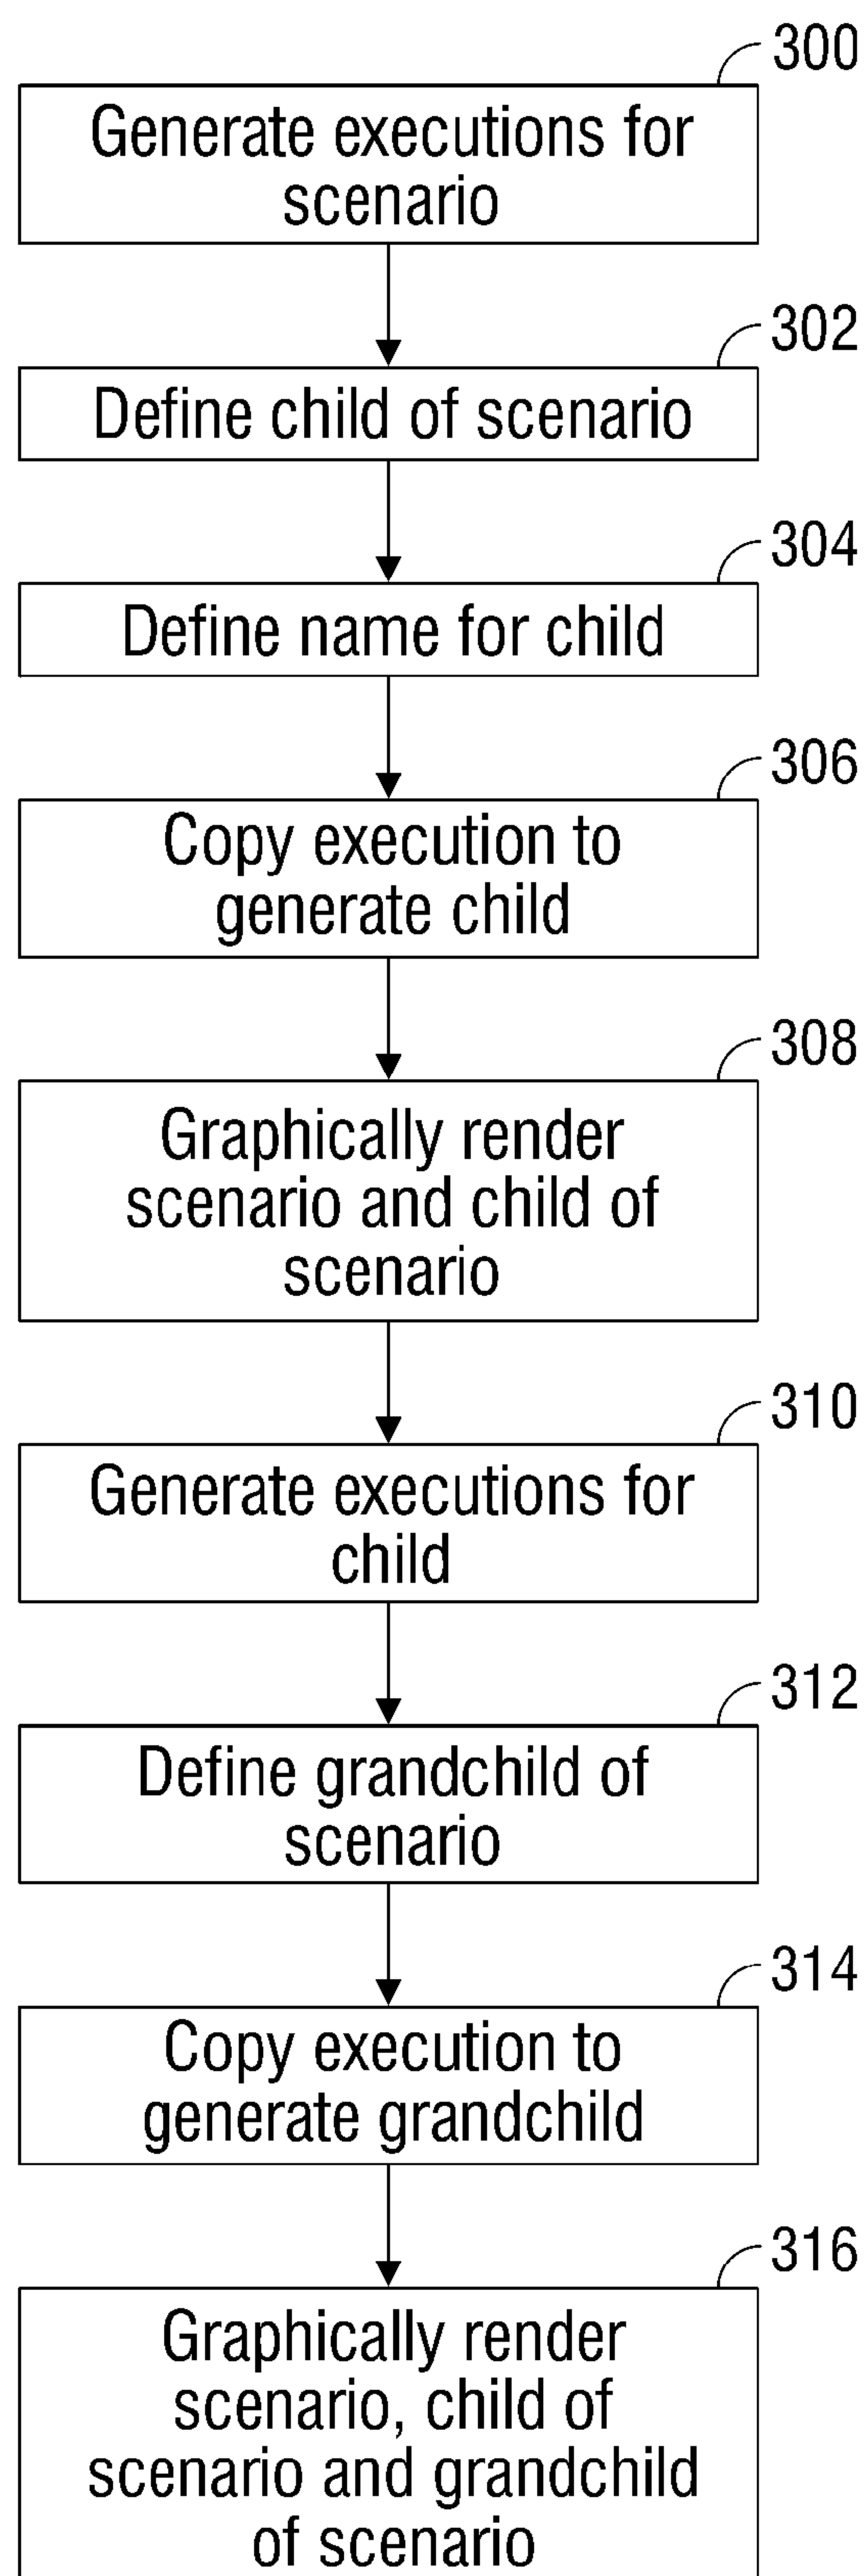 300
Generate executions for
scenario
302
Define child of scenario
304
Define name for child
306
Copy execution to
generate child
308
Graphically render
scenario and child of
scenario
310
Generate executions for
child
312
Define grandchild of
scenario
314
Copy execution to
generate grandchild
316
Graphically render
scenario, child of
scenario and grandchild
of scenario